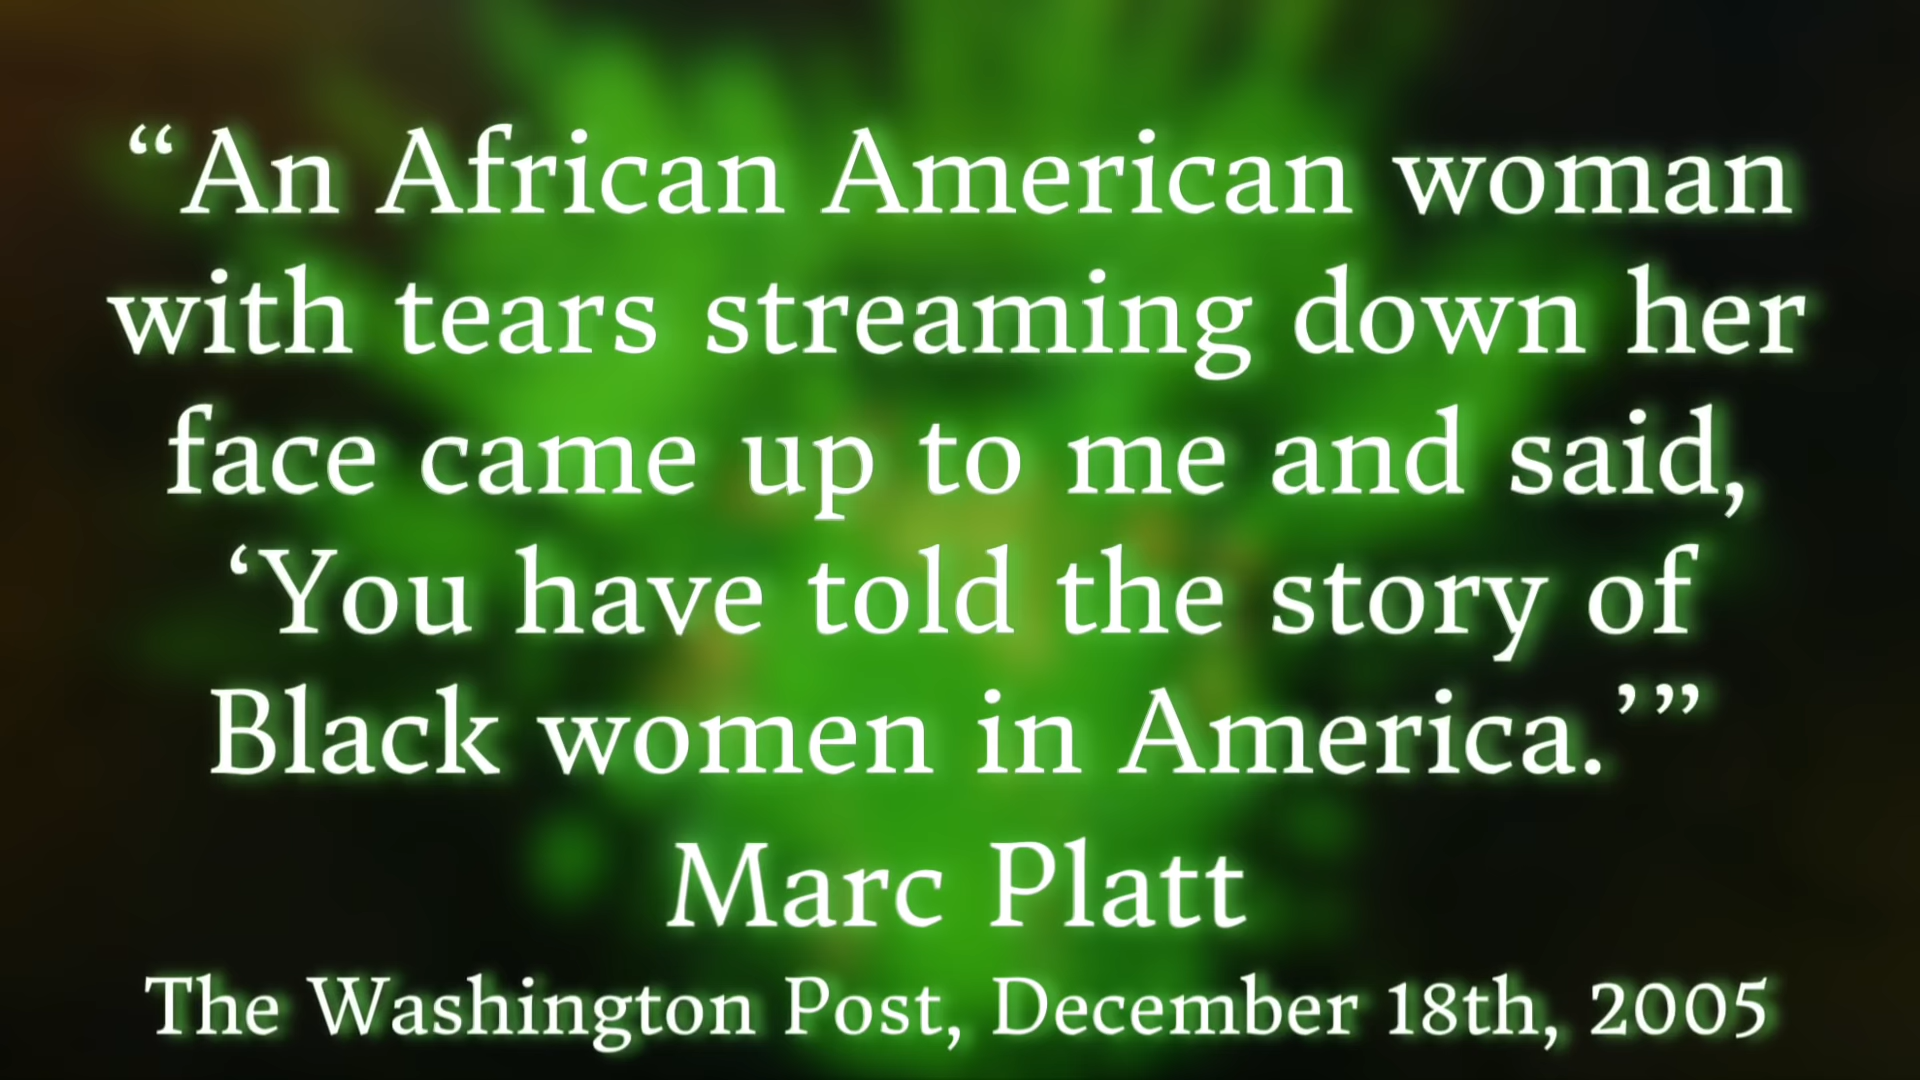 “An African American woman
with tears streaming down her
face came up to me and said,
‘You have told the story of
Black women in America.’”
Marc Platt
The Washington Post, December 18th, 2005